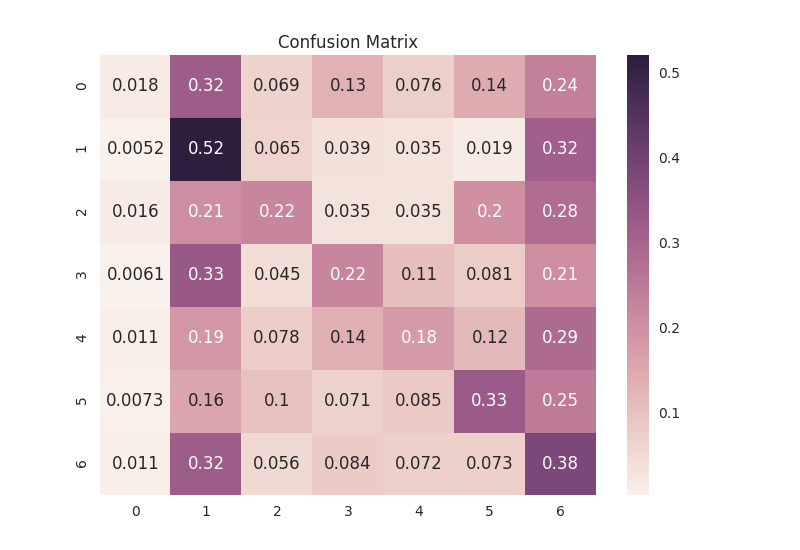 Confusion Matrix
0 0.018 0.32 0.069 0.13 0.076 0.14 0.24
1 0.0052 0.52 0.065 0.039 0.035 0.019 0.32
2 0.016 0.21 0.22 0.035 0.035 0.2 0.28
3 0.0061 0.33 0.045 0.22 0.11 0.081 0.21
4 0.011 0.19 0.078 0.14 0.18 0.12 0.29
5 0.0073 0.16 0.1 0.071 0.085 0.33 0.25
6 0.011 0.32 0.056 0.084 0.072 0.073 0.38
0 1 2 3 4 5 6
0.5
0.4
0.3
0.2
0.1